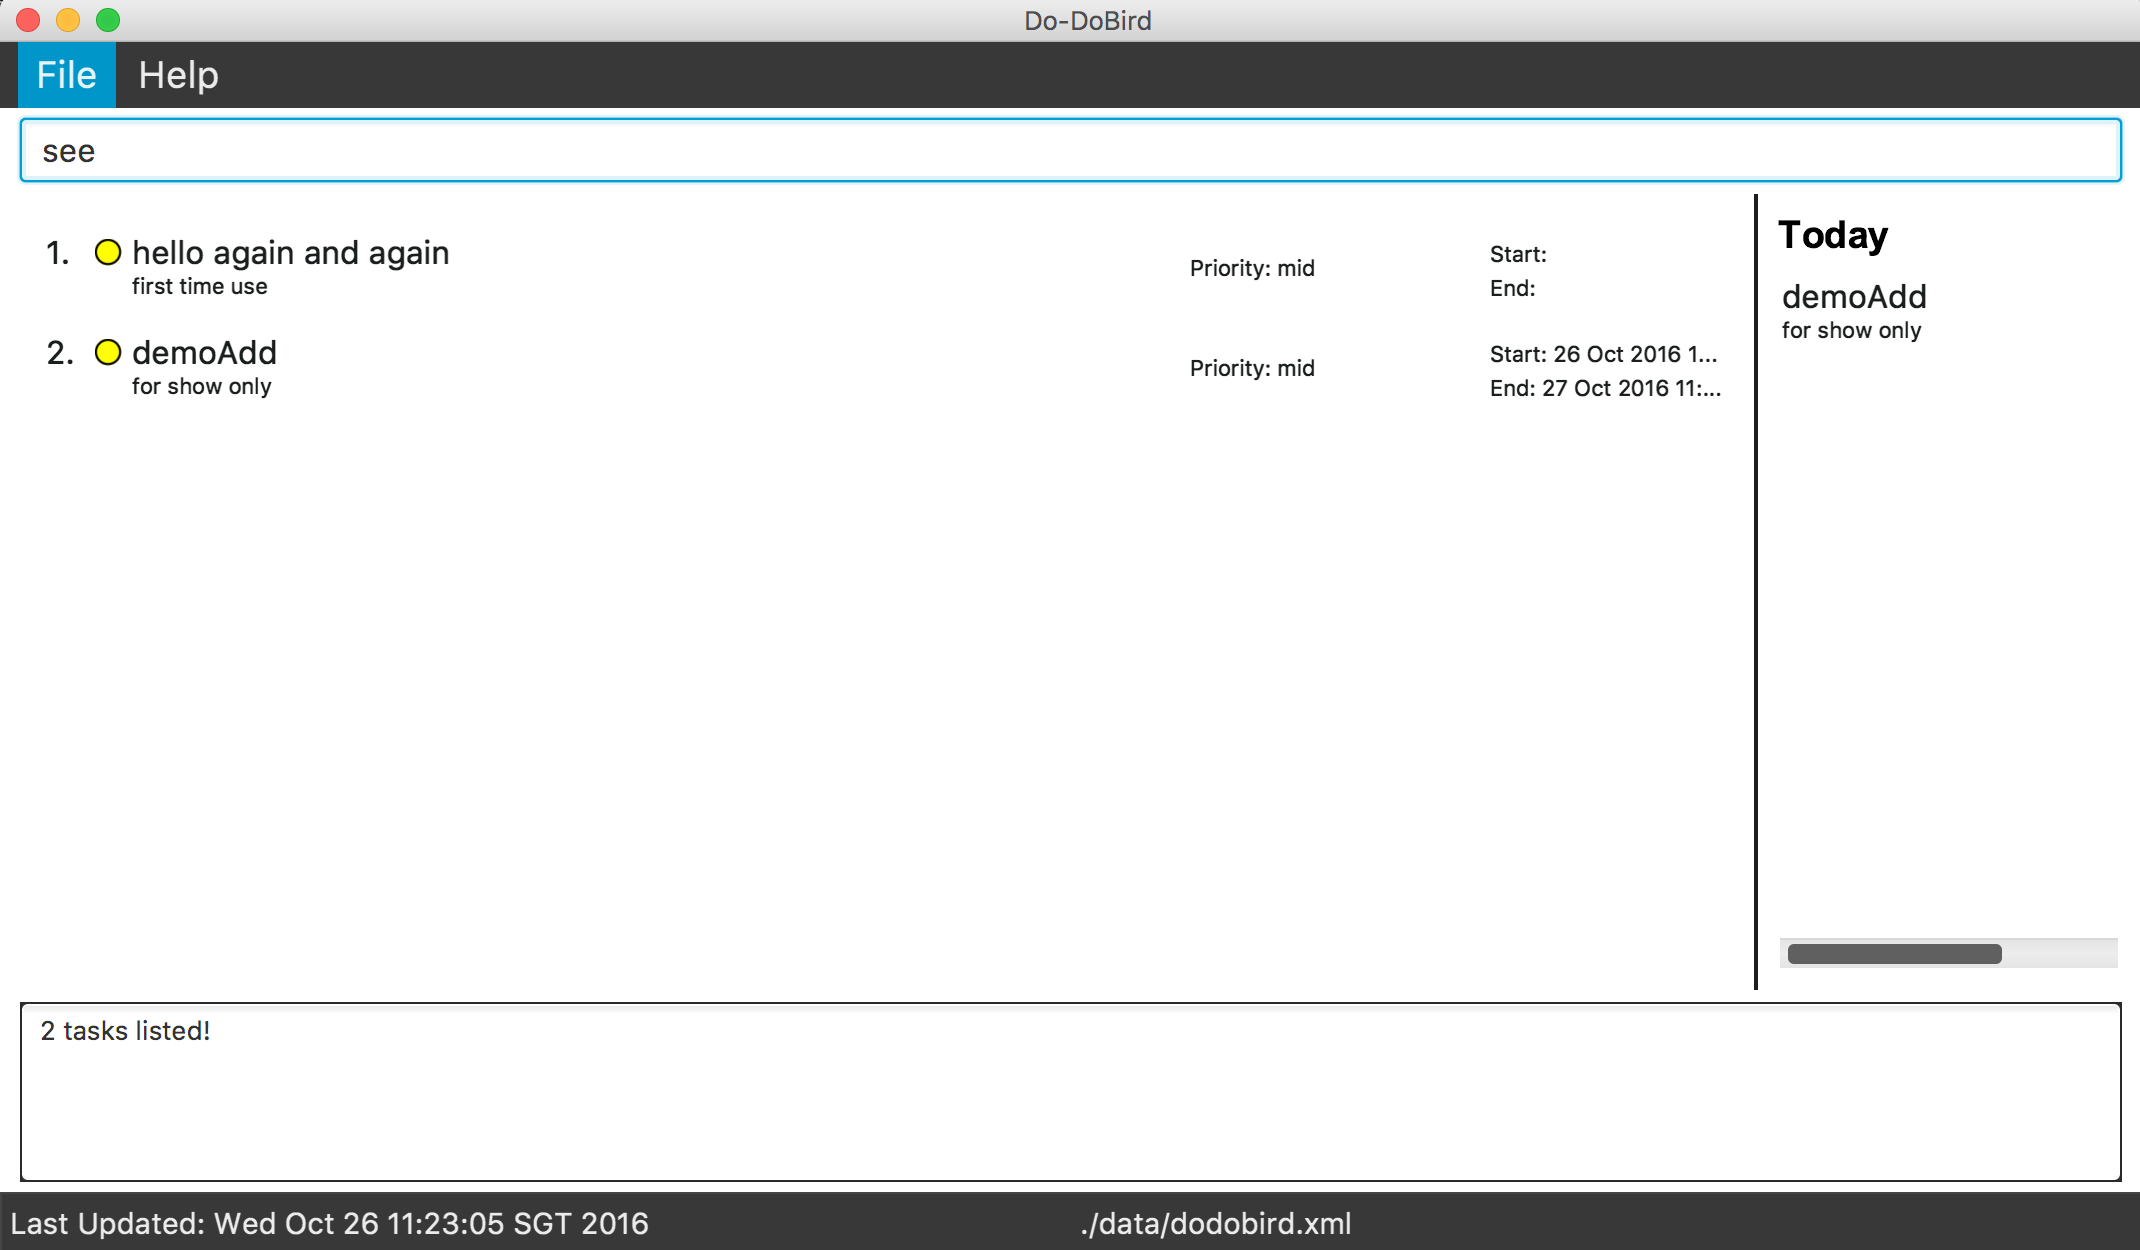 Do-DoBird
File Help
see
1. hello again and again
first time use
Priority: mid
Start:
End:
2. demoAdd
for show only
Priority: mid
Start: 26 Oct 2016 1...
End: 27 Oct 2016 11:...
Today
demoAdd
for show only
2 tasks listed!
Last Updated: Wed Oct 26 11:23:05 SGT 2016
./data/dodobird.xml